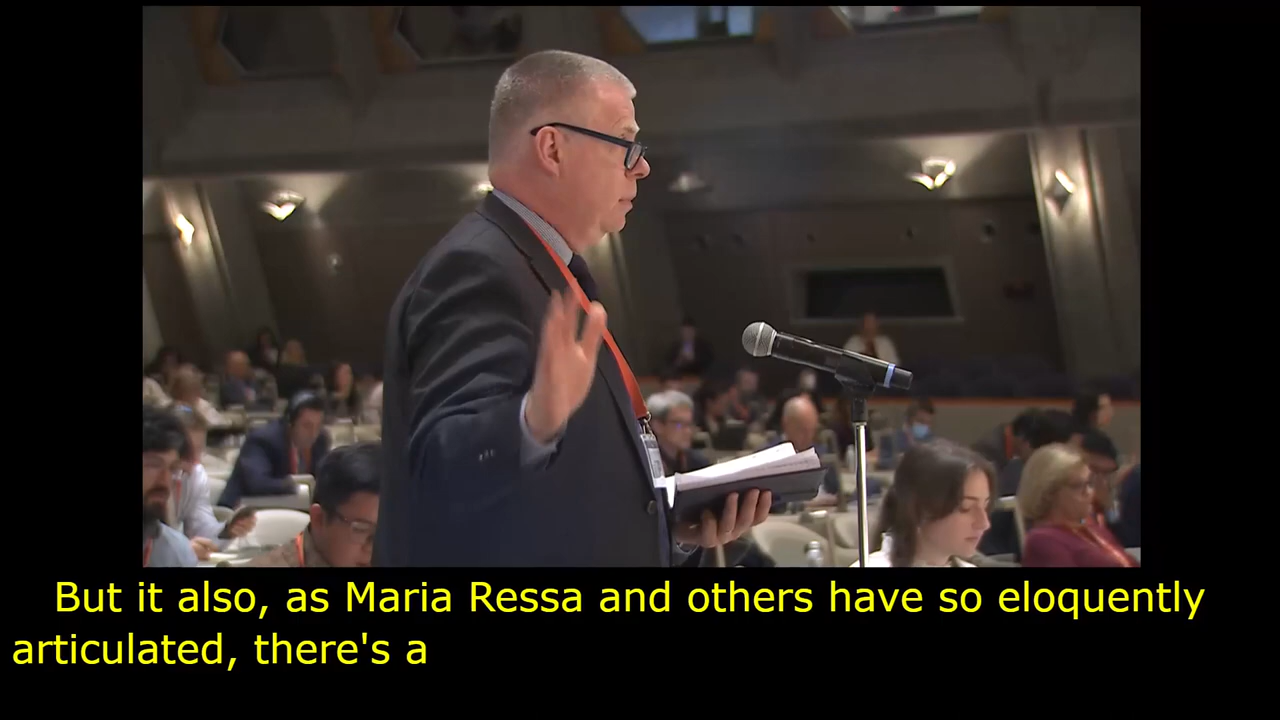 But it also, as Maria Ressa and others have so eloquently
articulated, there's a